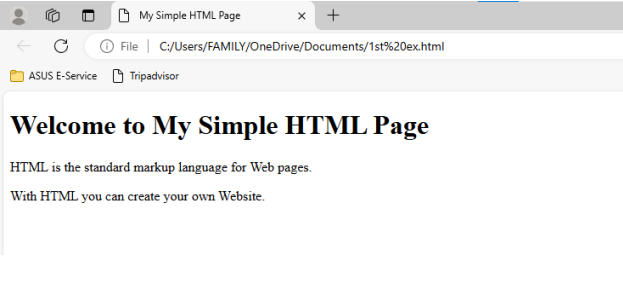 My Simple HTML Page
File C:/Users/FAMILY/OneDrive/Documents/1st%20ex.html
ASUS E-Service Tripadvisor
Welcome to My Simple HTML Page
HTML is the standard markup language for Web pages.
With HTML you can create your own Website.